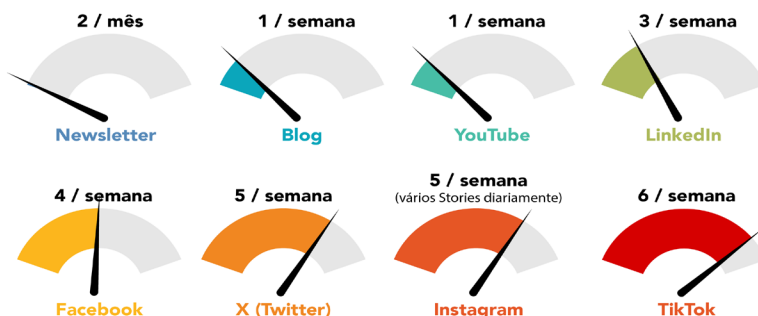 2 / mês
Newsletter
1 / semana
Blog
1 / semana
YouTube
3 / semana
LinkedIn
4 / semana
Facebook
5 / semana
X (Twitter)
5 / semana
(vários Stories diariamente)
Instagram
6 / semana
TikTok